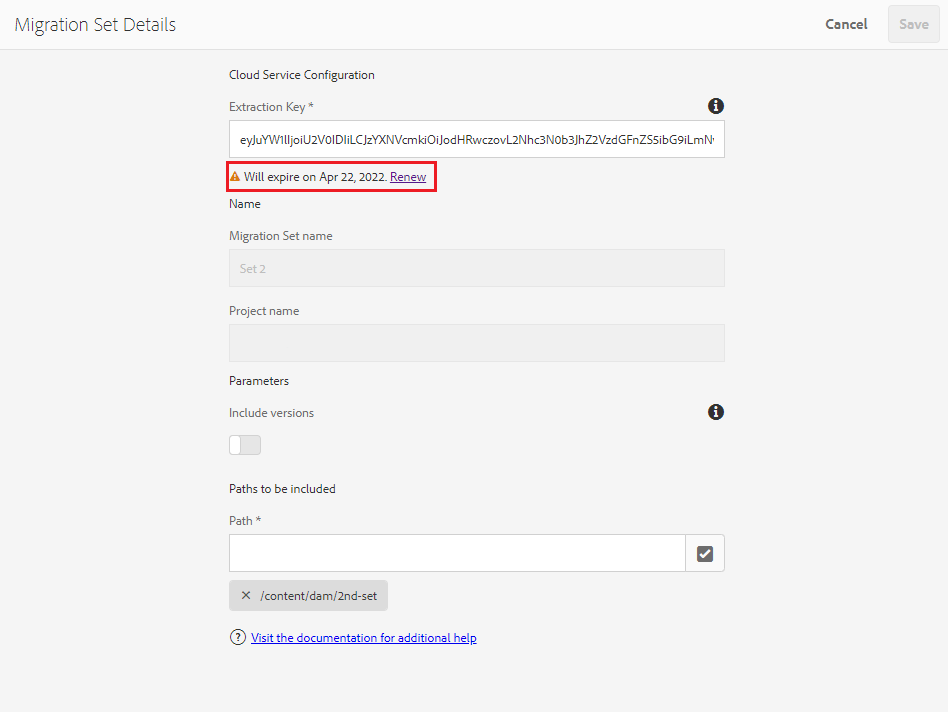 Migration Set Details
Cancel
Save
Cloud Service Configuration
Extraction Key *
Will expire on Apr 22, 2022. Renew
Name
Migration Set name
Set 2
Project name
Parameters
Include versions
Paths to be included
Path *
/content/dam/2nd-set
Visit the documentation for additional help